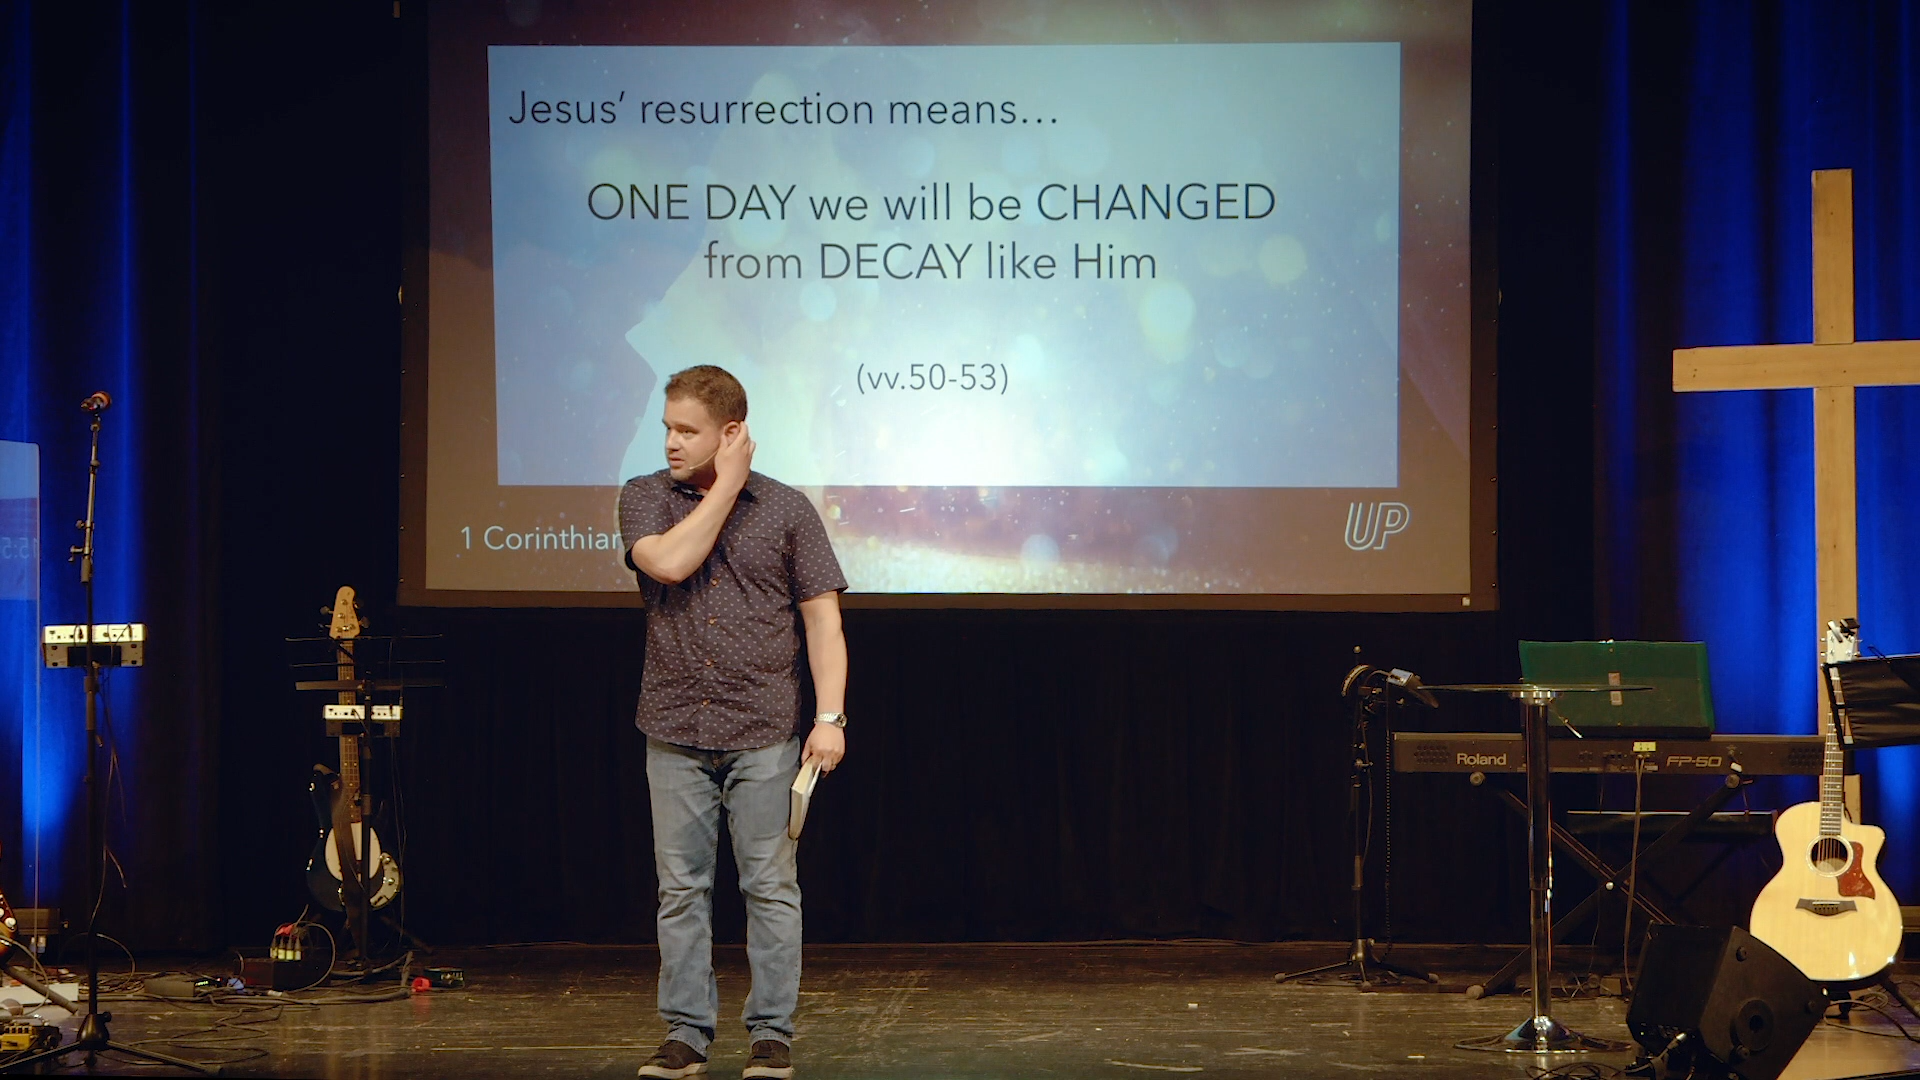 Jesus’ resurrection means...
ONE DAY we will be CHANGED
from DECAY like Him
(vv.50-53)
1 Corinthian
UP
Roland
FP-50